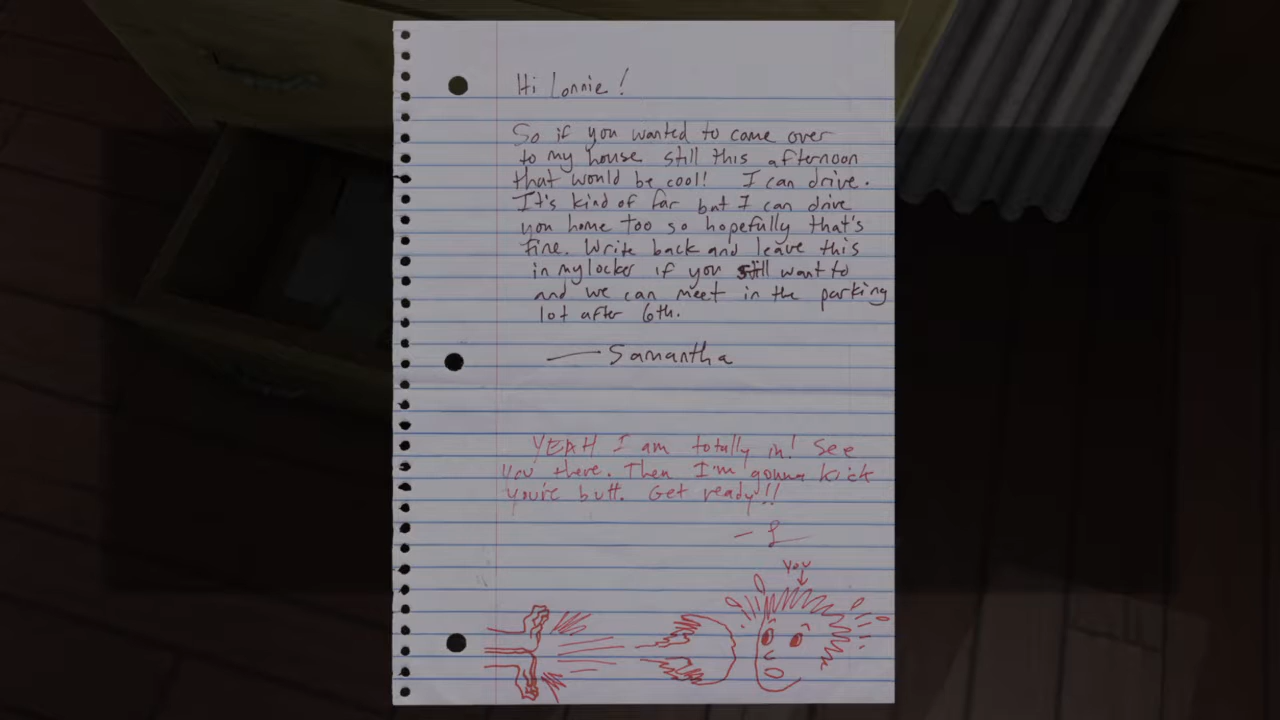 Hi Lonnie!
So if you wanted to come over
to my house still this afternoon
that would be cool! I can drive.
It's kind of far but I can drive
you home too so hopefully that's
fine. Write back and leave this
in my locker if you still want to
and we can meet in the parking
lot after 6th.
— Samantha
YEAH I am totally in! See
you there. Then I'm gonna kick
you're butt. Get ready!!
- L
You